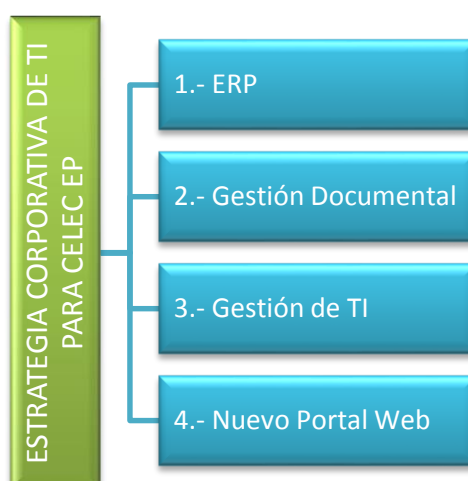 ESTRATEGIA CORPORATIVA DE TI
PARA CELEC EP
1.- ERP
2.- Gestión Documental
3.- Gestión de TI
4.- Nuevo Portal Web